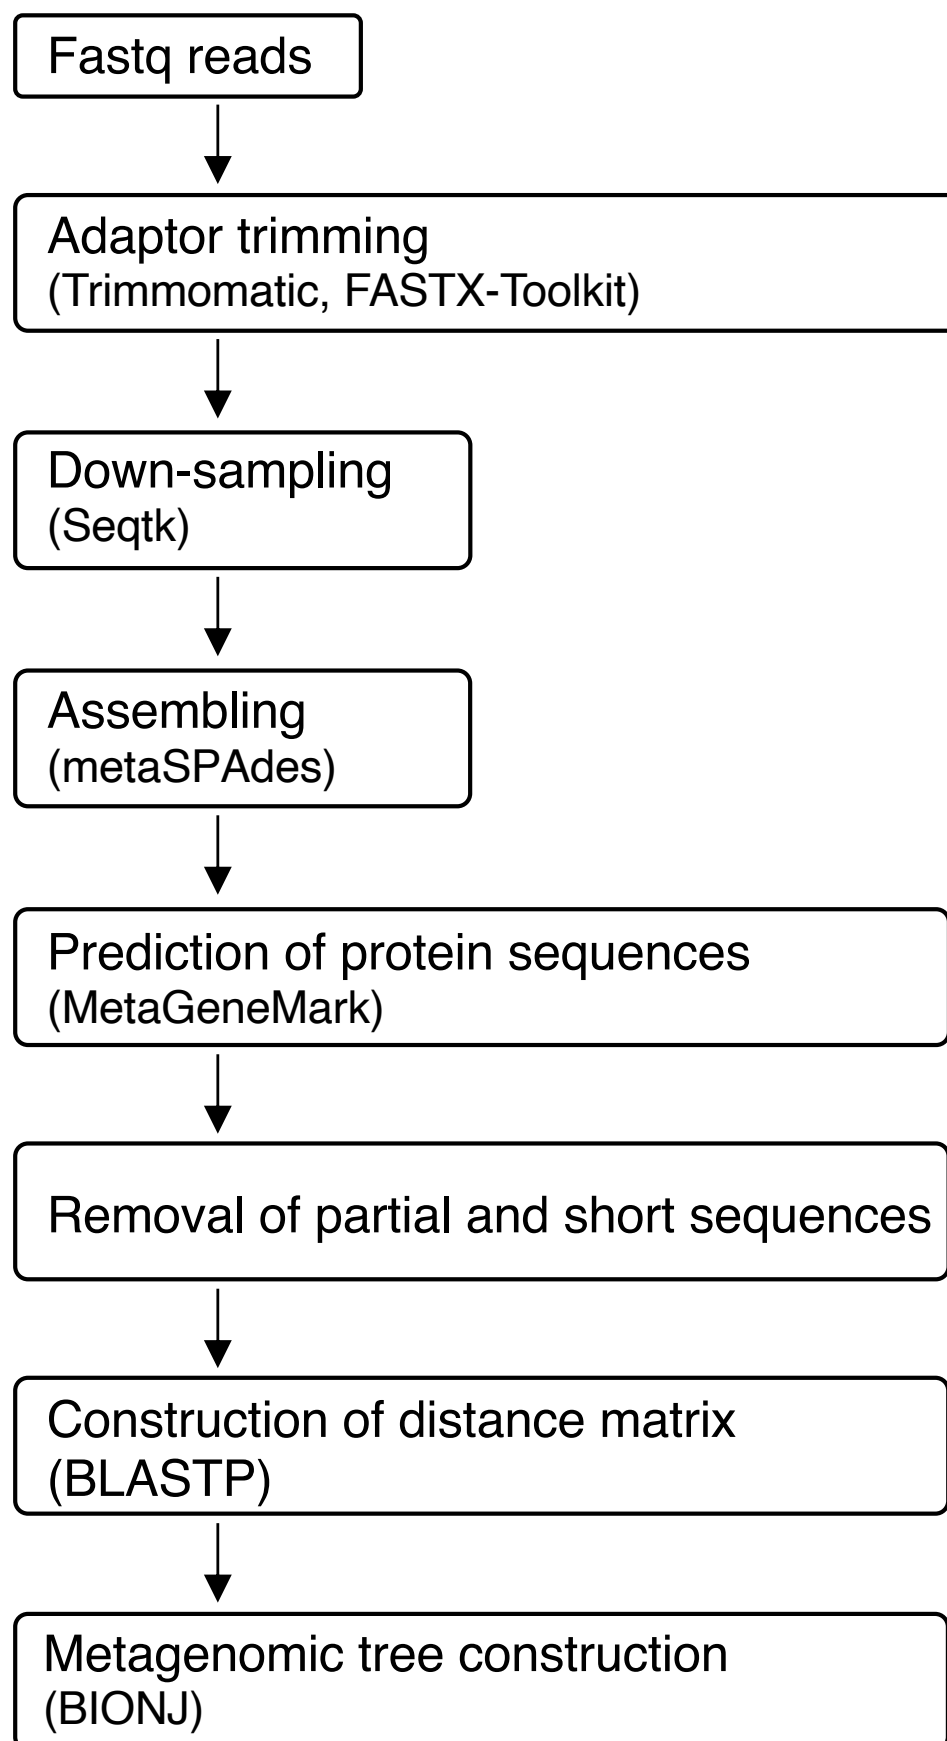 Fastq reads
Adaptor trimming
(Trimmomatic, FASTX-Toolkit)
Down-sampling
(Seqtk)
Assembling
(metaSPAdes)
Prediction of protein sequences
(MetaGeneMark)
Removal of partial and short sequences
Construction of distance matrix
(BLASTP)
Metagenomic tree construction
(BIONJ)